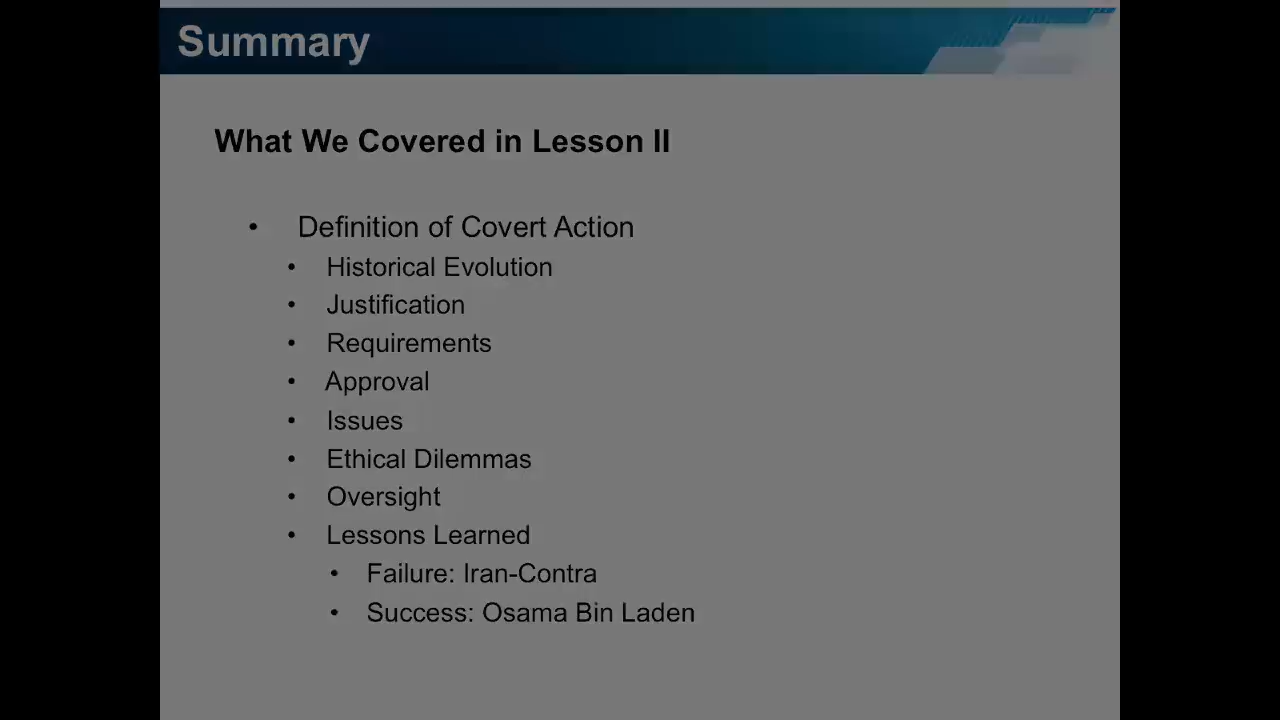 Summary
What We Covered in Lesson II
• Definition of Covert Action
• Historical Evolution
• Justification
• Requirements
• Approval
• Issues
• Ethical Dilemmas
• Oversight
• Lessons Learned
• Failure: Iran-Contra
• Success: Osama Bin Laden